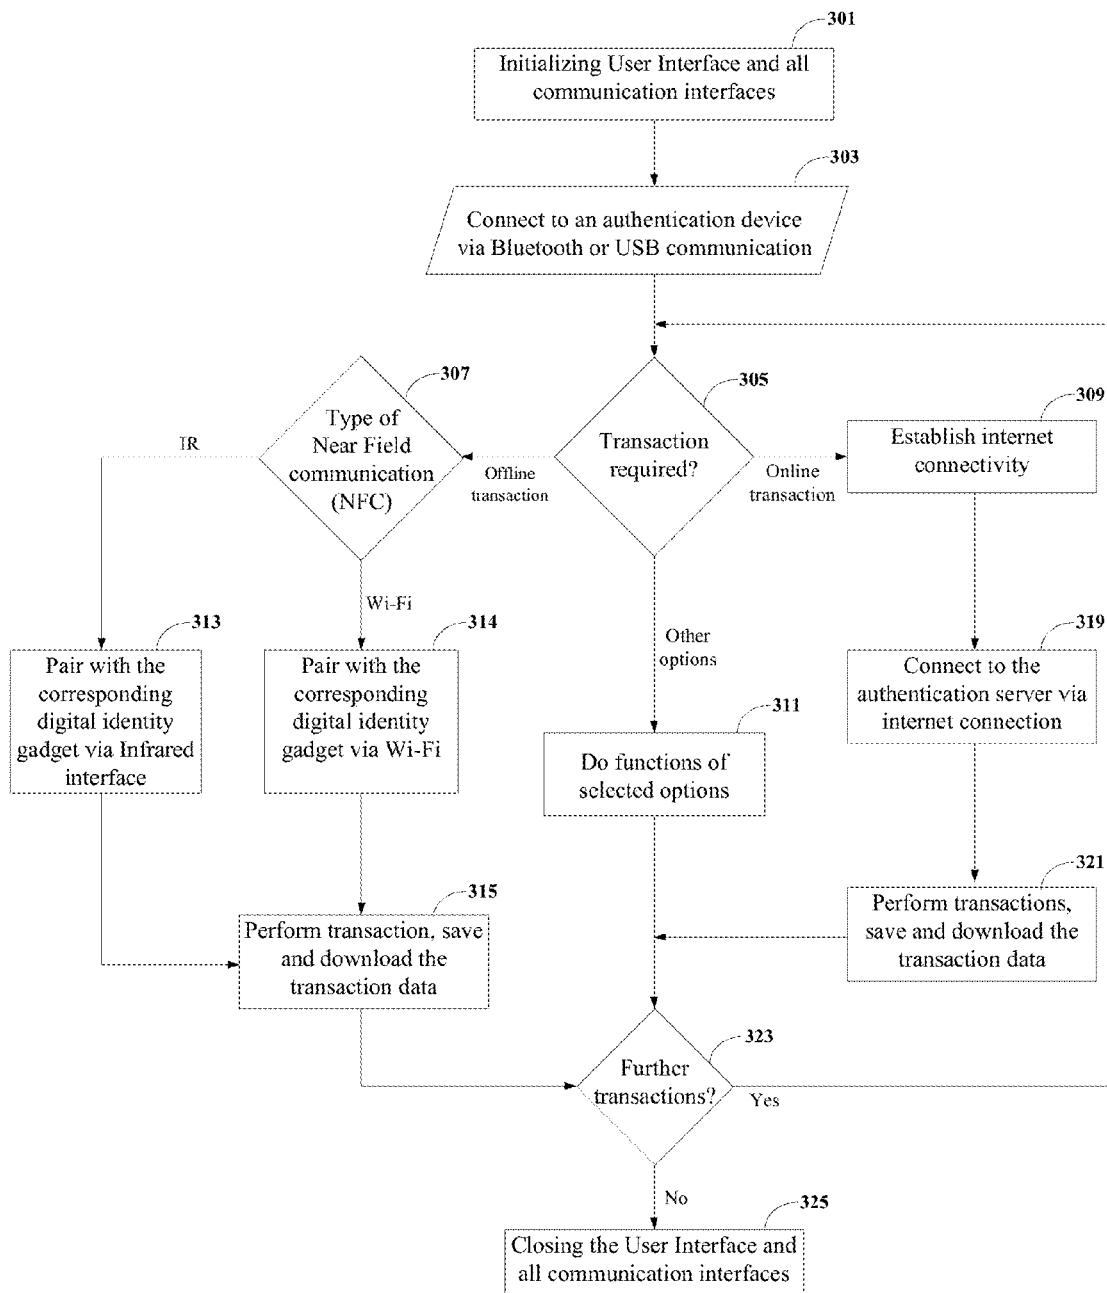 301
Initializing User Interface and all
communication interfaces
303
Connect to an authentication device
via Bluetooth or USB communication
307
Type of
Near Field
communication
(NFC)
305
Transaction
required?
309
Establish internet
connectivity
IR
Offline
transaction
Online
transaction
Wi-Fi
Other
options
313
Pair with the
corresponding
digital identity
gadget via Infrared
interface
314
Pair with the
corresponding
digital identity
gadget via Wi-Fi
319
Connect to the
authentication server via
internet connection
311
Do functions of
selected options
315
Perform transaction, save
and download the
transaction data
321
Perform transactions,
save and download the
transaction data
323
Further
transactions?
Yes
No
325
Closing the User Interface and
all communication interfaces